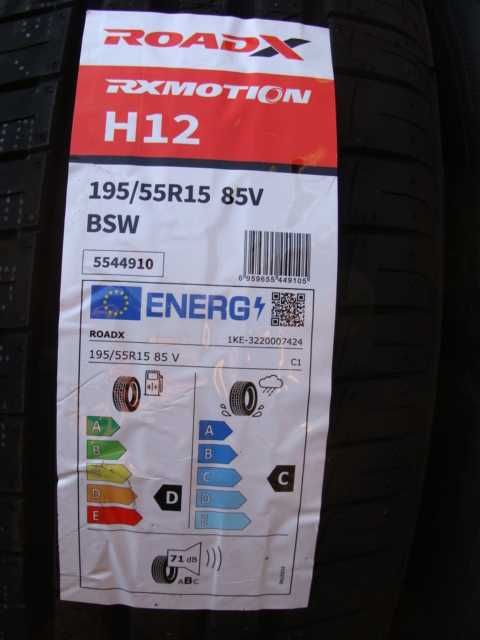 ROADX
RXMOTION
H12
195/55R15 85V
BSW
5544910
6 959655 449105
ENERG
ROADX 1KE-3220007424
195/55R15 85 V C1
A A
B B
C C C
D D D
E E
71 dB
ABC